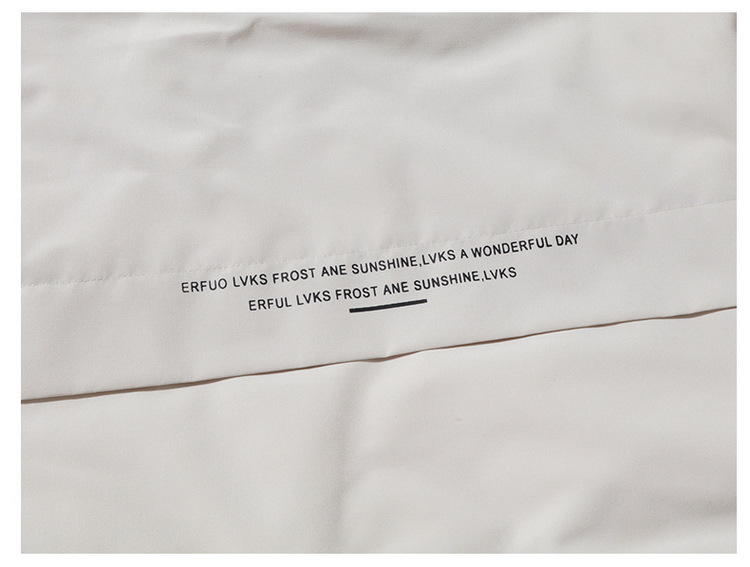 ERFUO LVKS FROST ANE SUNSHINE,LVKS A WONDERFUL DAY
ERFUL LVKS FROST ANE SUNSHINE,LVKS